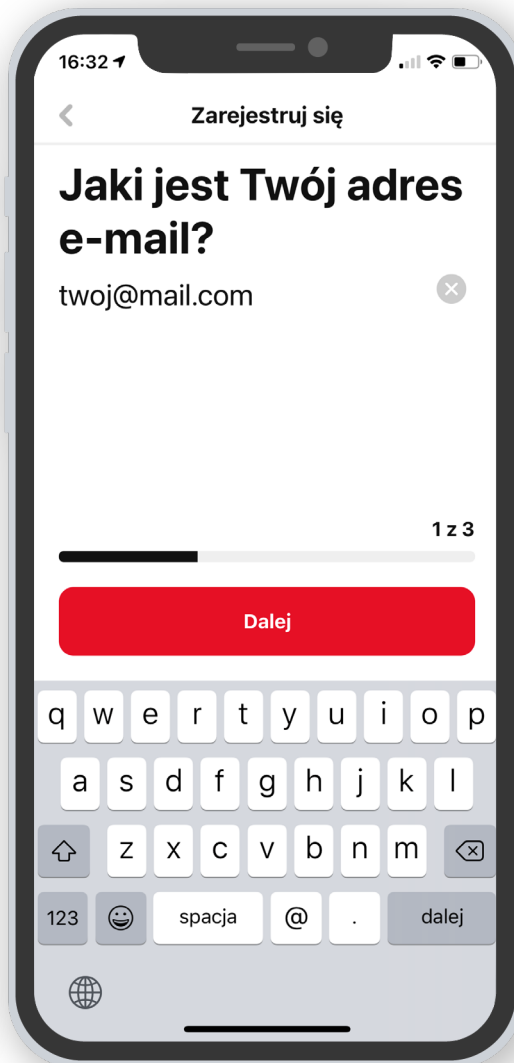 16:32
Zarejestruj się
Jaki jest Twój adres
e-mail?
twoj@mail.com
1 z 3
Dalej
q w e r t y u i o p
a s d f g h j k l
z x c v b n m
123 spacja @ . dalej